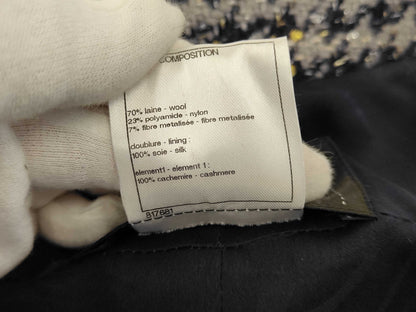 COMPOSITION
70% laine - wool
23% polyamide - nylon
7% fibre metalisée - fibre metalisée
doublure - lining :
100% soie - silk
element1 - element 1 :
100% cachemire - cashmere
817681